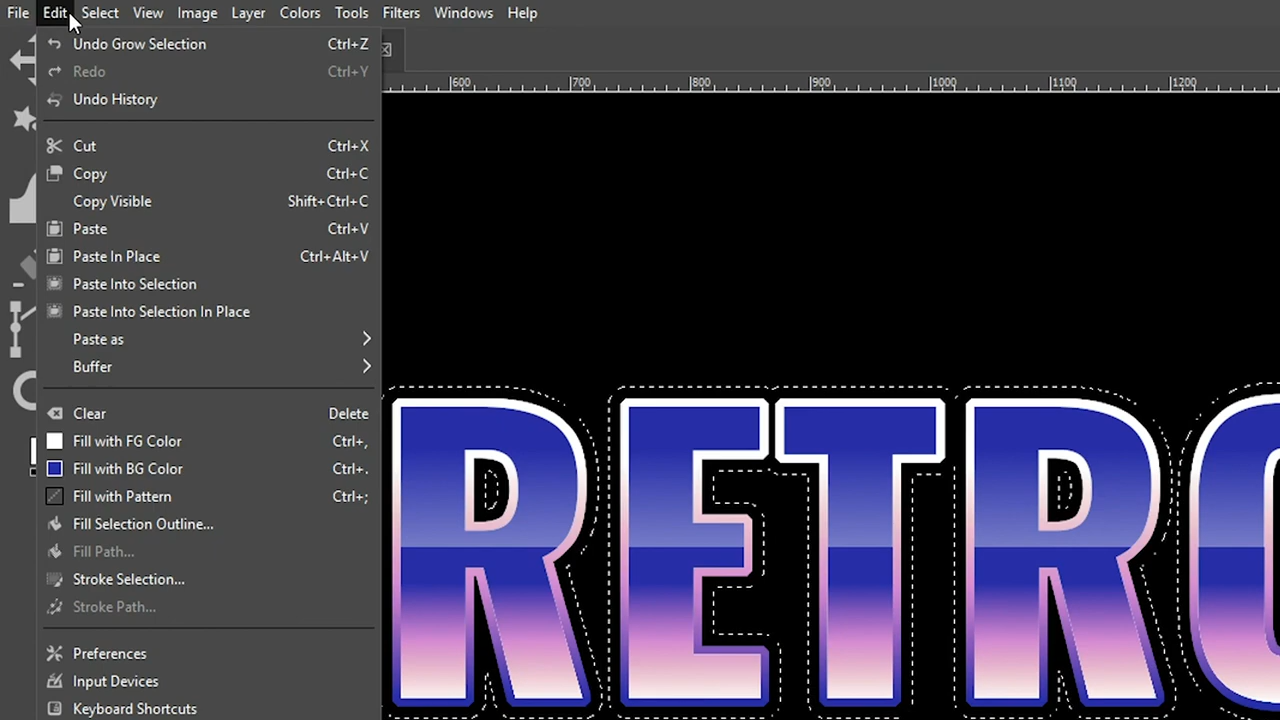 File Edit Select View Image Layer Colors Tools Filters Windows Help
Undo Grow Selection Ctrl+Z
Redo Ctrl+Y
Undo History
600 700 800 900 1000 1100 1200
Cut Ctrl+X
Copy Ctrl+C
Copy Visible Shift+Ctrl+C
Paste Ctrl+V
Paste In Place Ctrl+Alt+V
Paste Into Selection
Paste Into Selection In Place
Paste as
Buffer
Clear Delete
Fill with FG Color Ctrl+,
Fill with BG Color Ctrl+.
Fill with Pattern Ctrl+;
Fill Selection Outline...
Fill Path...
Stroke Selection...
Stroke Path...
Preferences
Input Devices
Keyboard Shortcuts
RETRO